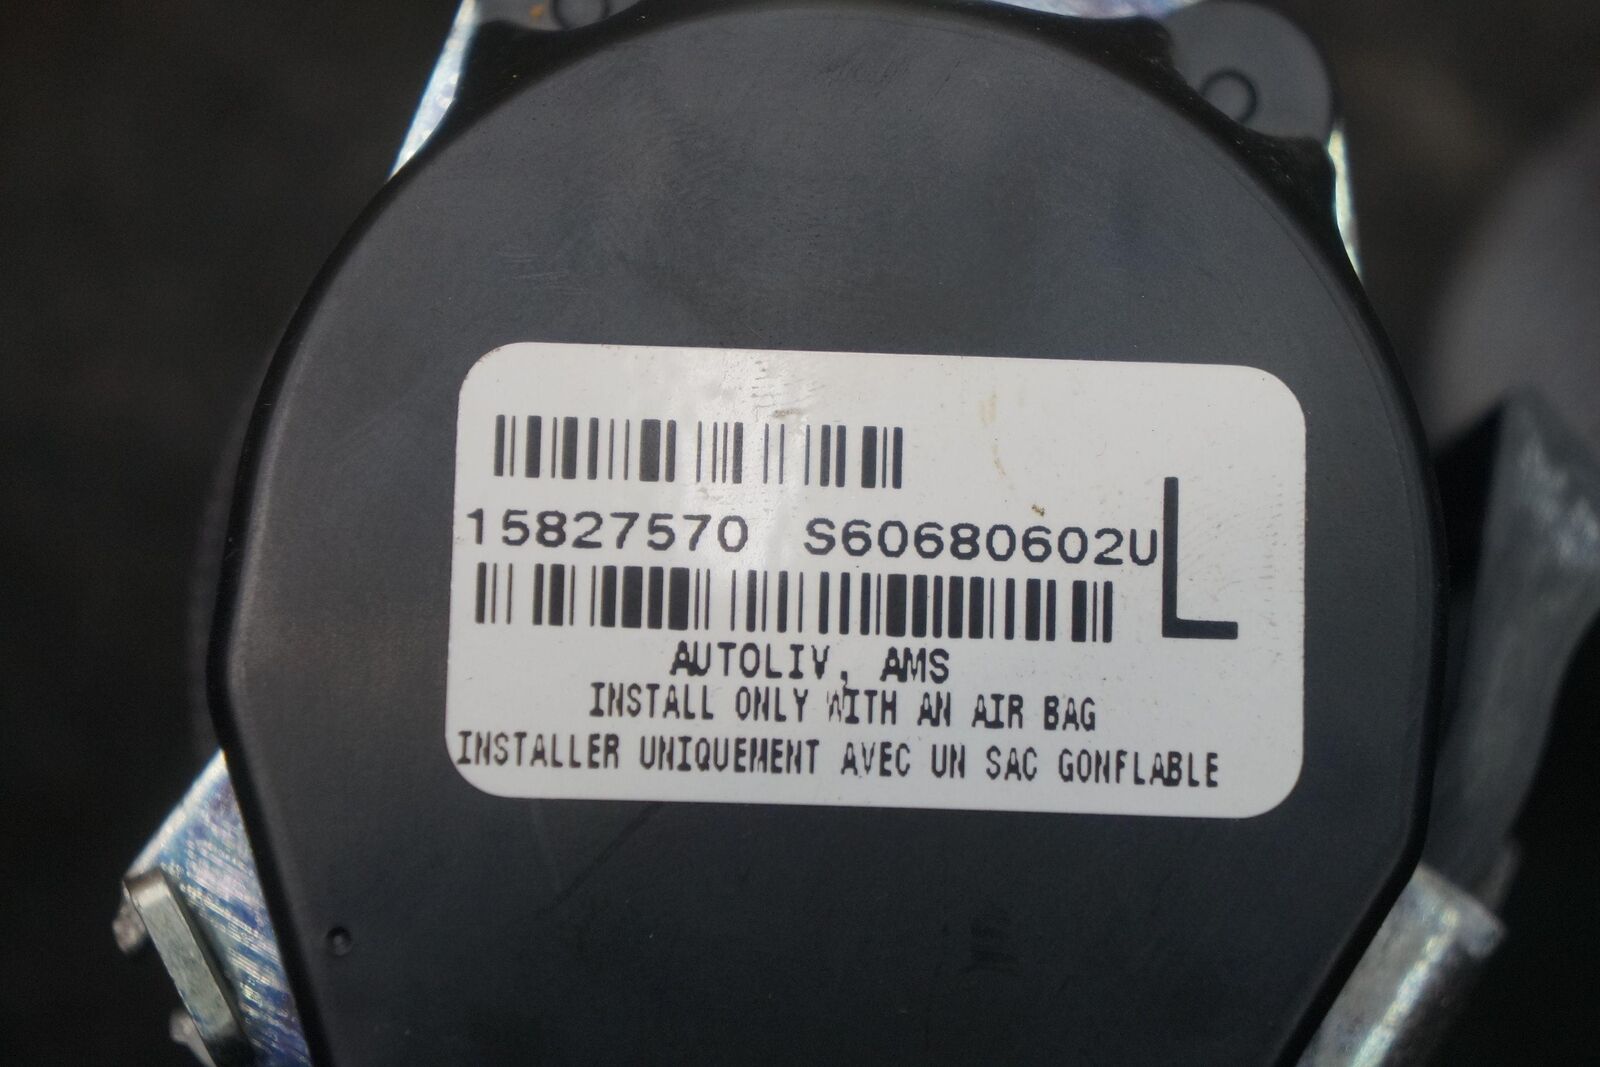 15827570 S60680602U L
AUTOLIV, AMS
INSTALL ONLY WITH AN AIR BAG
INSTALLER UNIQUEMENT AVEC UN SAC GONFLABLE